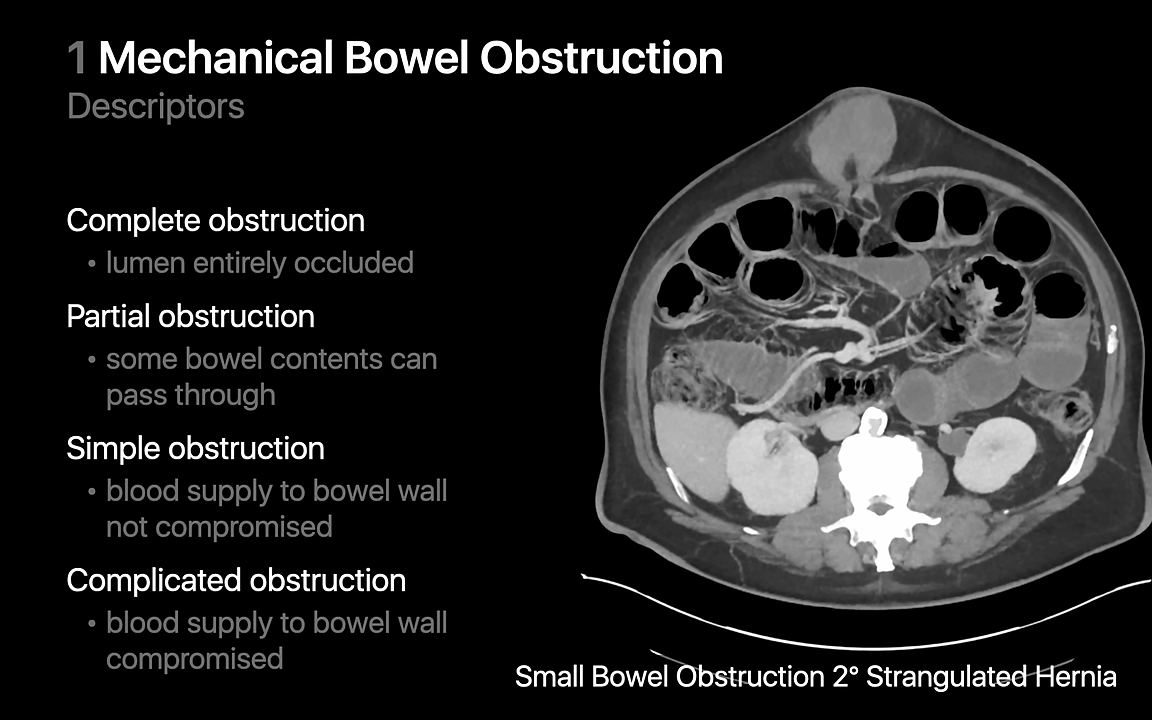 1 Mechanical Bowel Obstruction
Descriptors
Complete obstruction
• lumen entirely occluded
Partial obstruction
• some bowel contents can
pass through
Simple obstruction
• blood supply to bowel wall
not compromised
Complicated obstruction
• blood supply to bowel wall
compromised
Small Bowel Obstruction 2° Strangulated Hernia